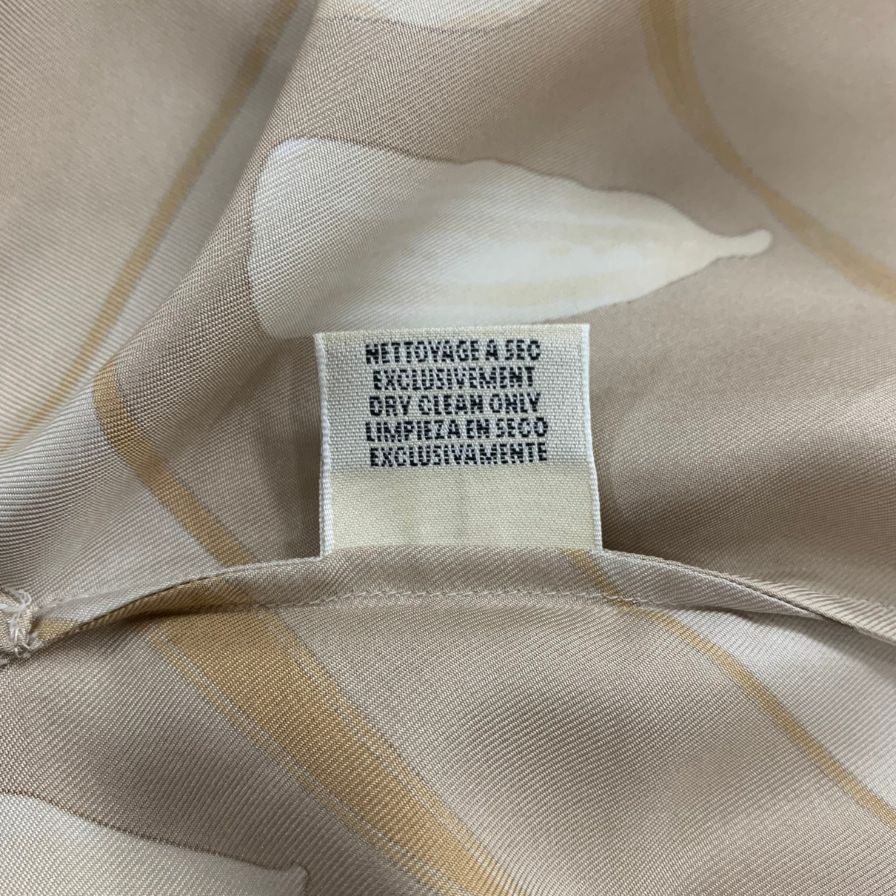 NETTOYAGE A SEC
EXCLUSIVEMENT
DRY CLEAN ONLY
LIMPIEZA EN SECO
EXCLUSIVAMENTE